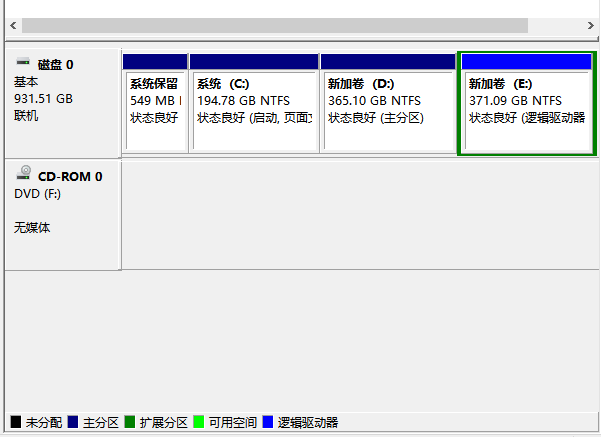 磁盘 0
基本
931.51 GB
联机
系统保留
549 MB
状态良好
系统 (C:)
194.78 GB NTFS
状态良好 (启动, 页面
新加卷 (D:)
365.10 GB NTFS
状态良好 (主分区)
新加卷 (E:)
371.09 GB NTFS
状态良好 (逻辑驱动器
CD-ROM 0
DVD (F:)
无媒体
未分配 主分区 扩展分区 可用空间 逻辑驱动器